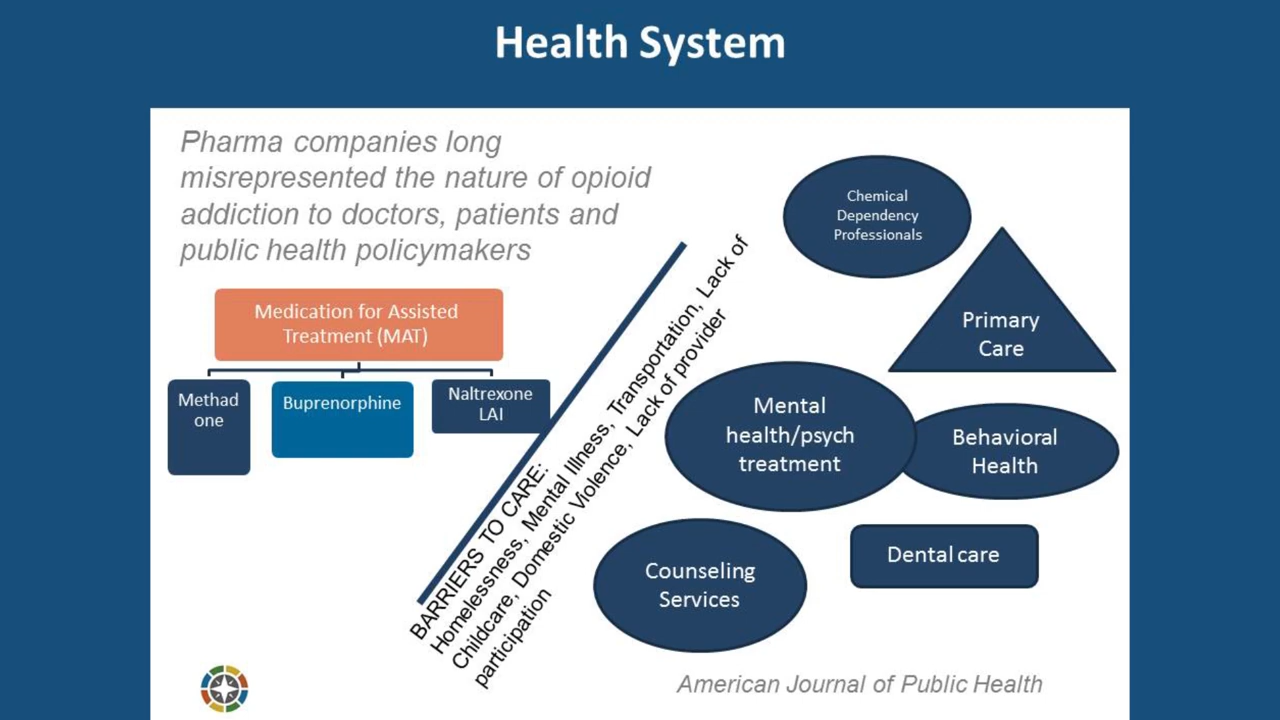 Health System
Pharma companies long
misrepresented the nature of opioid
addiction to doctors, patients and
public health policymakers
Medication for Assisted
Treatment (MAT)
Methad
one
Buprenorphine
Naltrexone
LAI
BARRIERS TO CARE:
Homelessness, Mental Illness, Transportation, Lack of
Childcare, Domestic Violence, Lack of provider
participation
Chemical
Dependency
Professionals
Primary
Care
Mental
health/psych
treatment
Behavioral
Health
Counseling
Services
Dental care
American Journal of Public Health